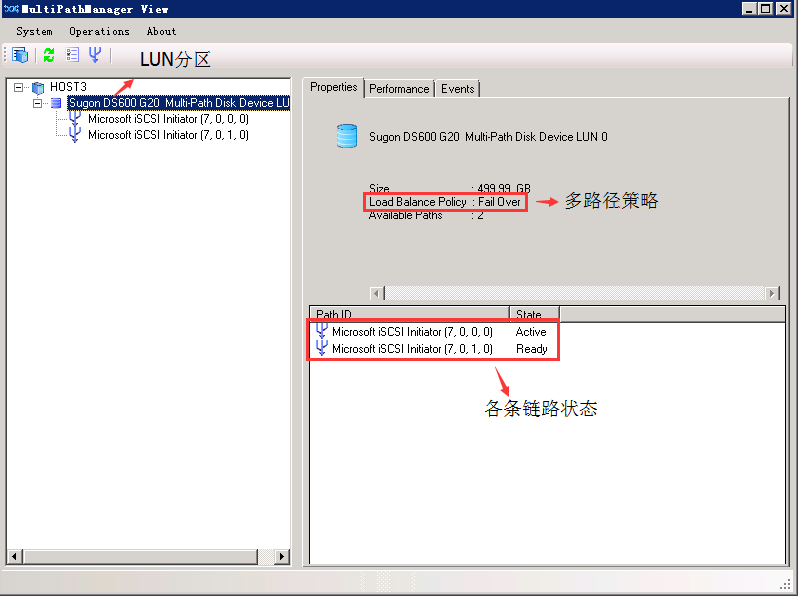 MultiPathManager View
System Operations About
LUN分区
HOST3
Sugon DS600 G20 Multi-Path Disk Device LU
Microsoft iSCSI Initiator (7, 0, 0, 0)
Microsoft iSCSI Initiator (7, 0, 1, 0)
Properties Performance Events
Sugon DS600 G20 Multi-Path Disk Device LUN 0
Size : 499.99 GB
Load Balance Policy : Fail Over
多路径策略
Available Paths : 2
Path ID State
Microsoft iSCSI Initiator (7, 0, 0, 0) Active
Microsoft iSCSI Initiator (7, 0, 1, 0) Ready
各条链路状态